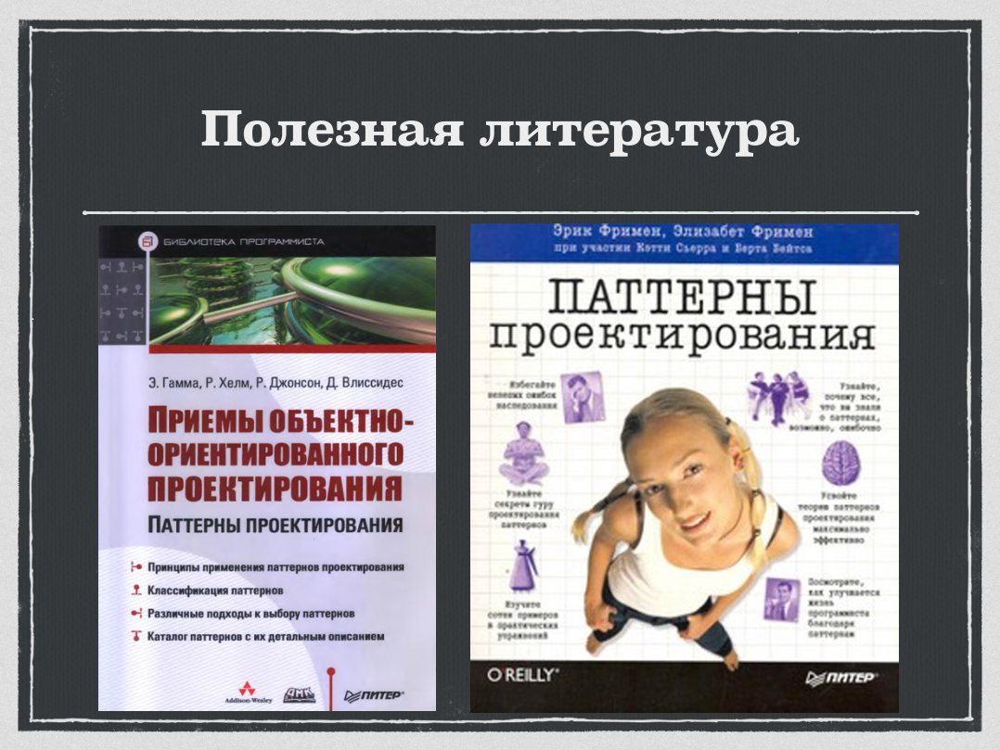 Полезная литература
БИБЛИОТЕКА ПРОГРАММИСТА
Э. Гамма, Р. Хелм, Р. Джонсон, Д. Влиссидес
ПРИЕМЫ ОБЪЕКТНО-
ОРИЕНТИРОВАННОГО
ПРОЕКТИРОВАНИЯ
ПАТТЕРНЫ ПРОЕКТИРОВАНИЯ
Принципы применения паттернов проектирования
Классификация паттернов
Различные подходы к выбору паттернов
Каталог паттернов с их детальным описанием
Addison-Wesley
ДМК
ПИТЕР®
Эрик Фримен, Элизабет Фримен
при участии Кэтти Сьерра и Берта Бейтса
ПАТТЕРНЫ
проектирования
Избегайте
нелепых ошибок
наследования
Узнайте,
почему все,
что вы знали
о паттернах,
возможно, ошибочно
Узнайте
секреты гуру
проектирования
паттернов
Усвойте
теорию паттернов
проектирования
максимально
эффективно
Изучите
сотни примеров
и практических
упражнений
Посмотрите,
как улучшается
жизнь
программиста
благодаря
паттернам
O'REILLY®
ПИТЕР®